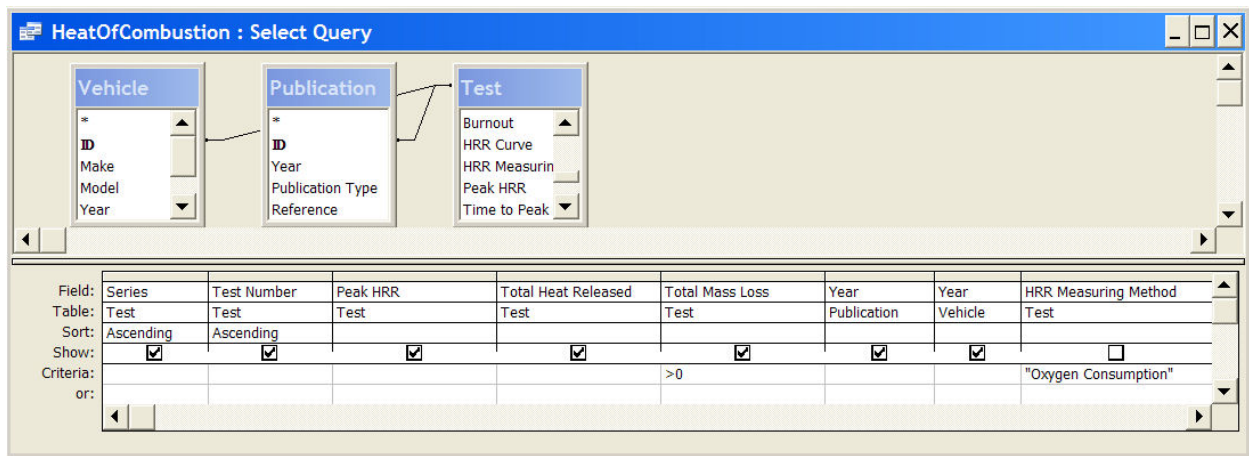 HeatOfCombustion : Select Query
Vehicle Publication Test
* * Burnout
ID ID HRR Curve
Make Year HRR Measurin
Model Publication Type Peak HRR
Year Reference Time to Peak
Field: Series Test Number Peak HRR Total Heat Released Total Mass Loss Year Year HRR Measuring Method
Table: Test Test Test Test Test Publication Vehicle Test
Sort: Ascending Ascending
Show:
Criteria: >0 "Oxygen Consumption"
or: